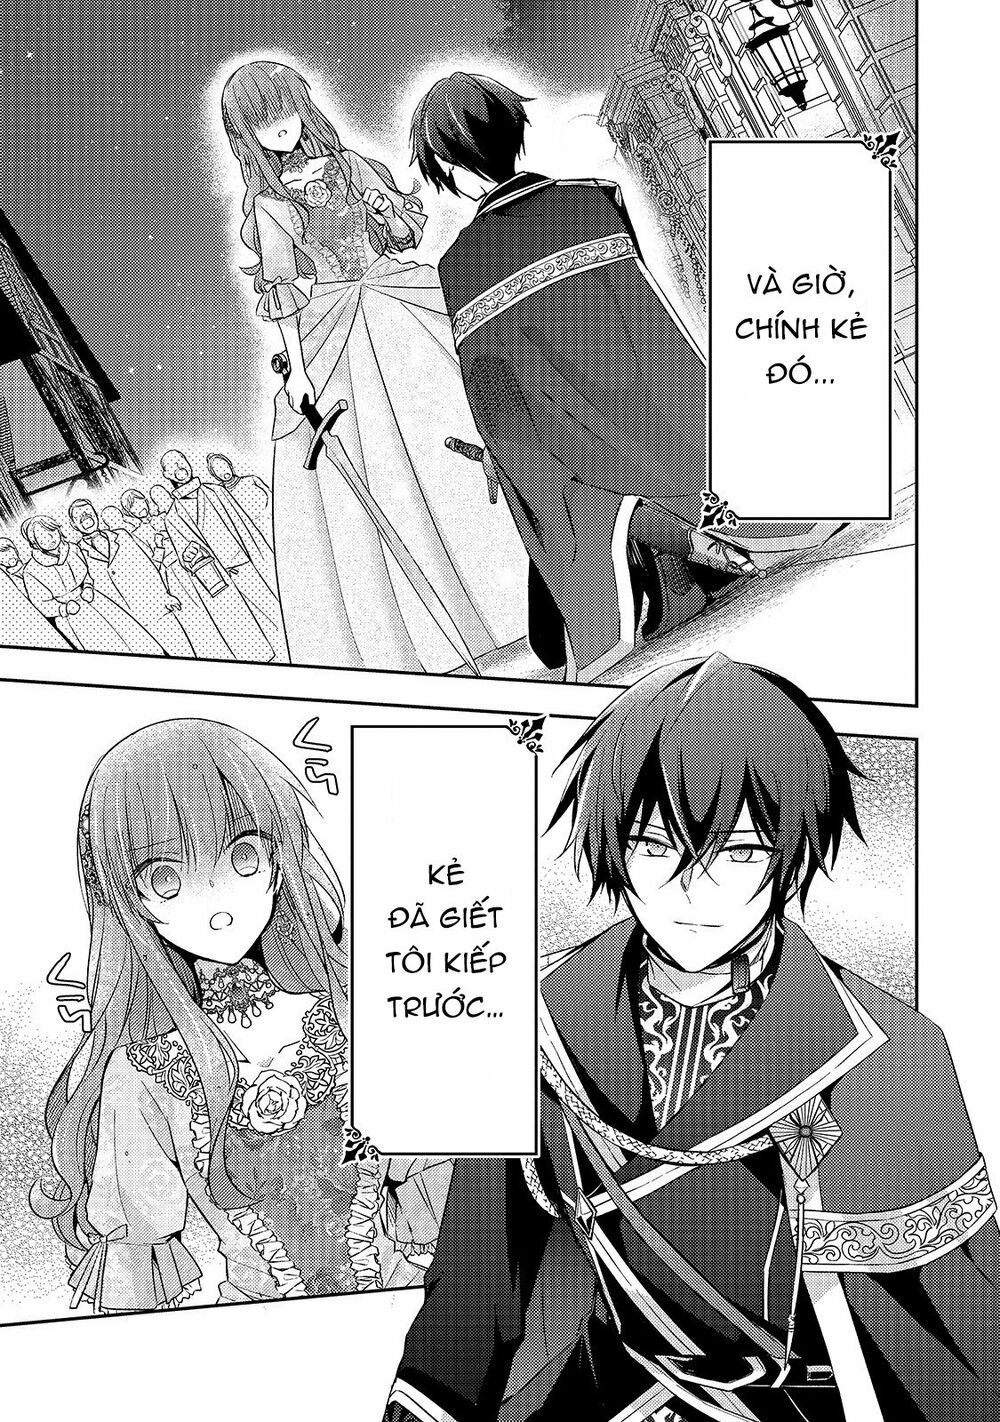 VÀ GIỜ,
CHÍNH KẺ
ĐÓ...
KẺ
ĐÃ GIẾT
TÔI KIẾP
TRƯỚC...